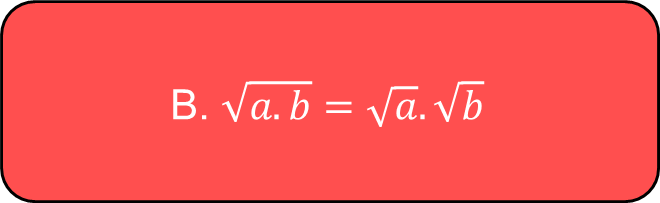 B. √a.b = √a.√b